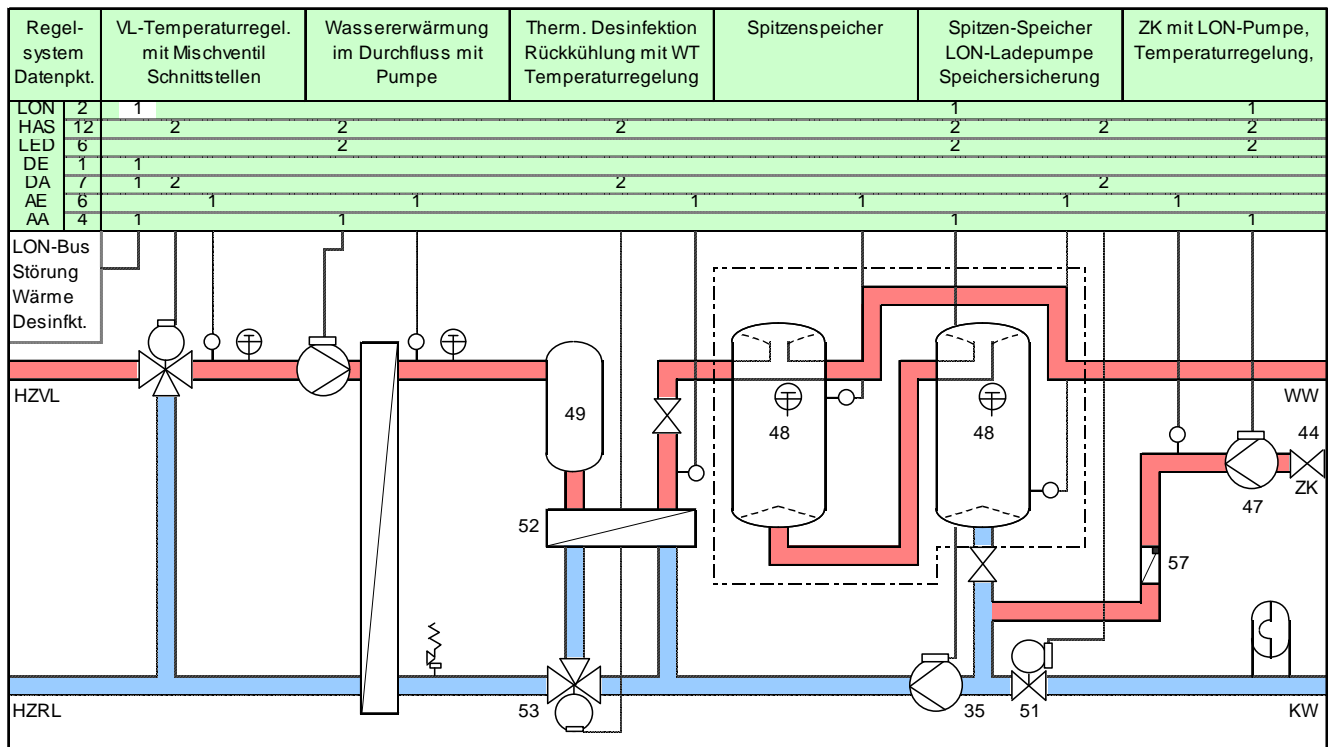 Regel-
system
Datenpkt.
VL-Temperaturregel.
mit Mischventil
Schnittstellen
Wassererwärmung
im Durchfluss mit
Pumpe
Therm. Desinfektion
Rückkühlung mit WT
Temperaturregelung
Spitzenspeicher
Spitzen-Speicher
LON-Ladepumpe
Speichersicherung
ZK mit LON-Pumpe,
Temperaturregelung,
LON 2 1 1 1
HAS 12 2 2 2 2 2 2
LED 6 2 2 2
DE 1 1
DA 7 1 2 2 2
AE 6 1 1 1 1 1 1
AA 4 1 1 1 1
LON-Bus
Störung
Wärme
Desinfkt.
HZVL
49
48
48
WW
44
ZK
47
52
57
HZRL
53
35
51
KW